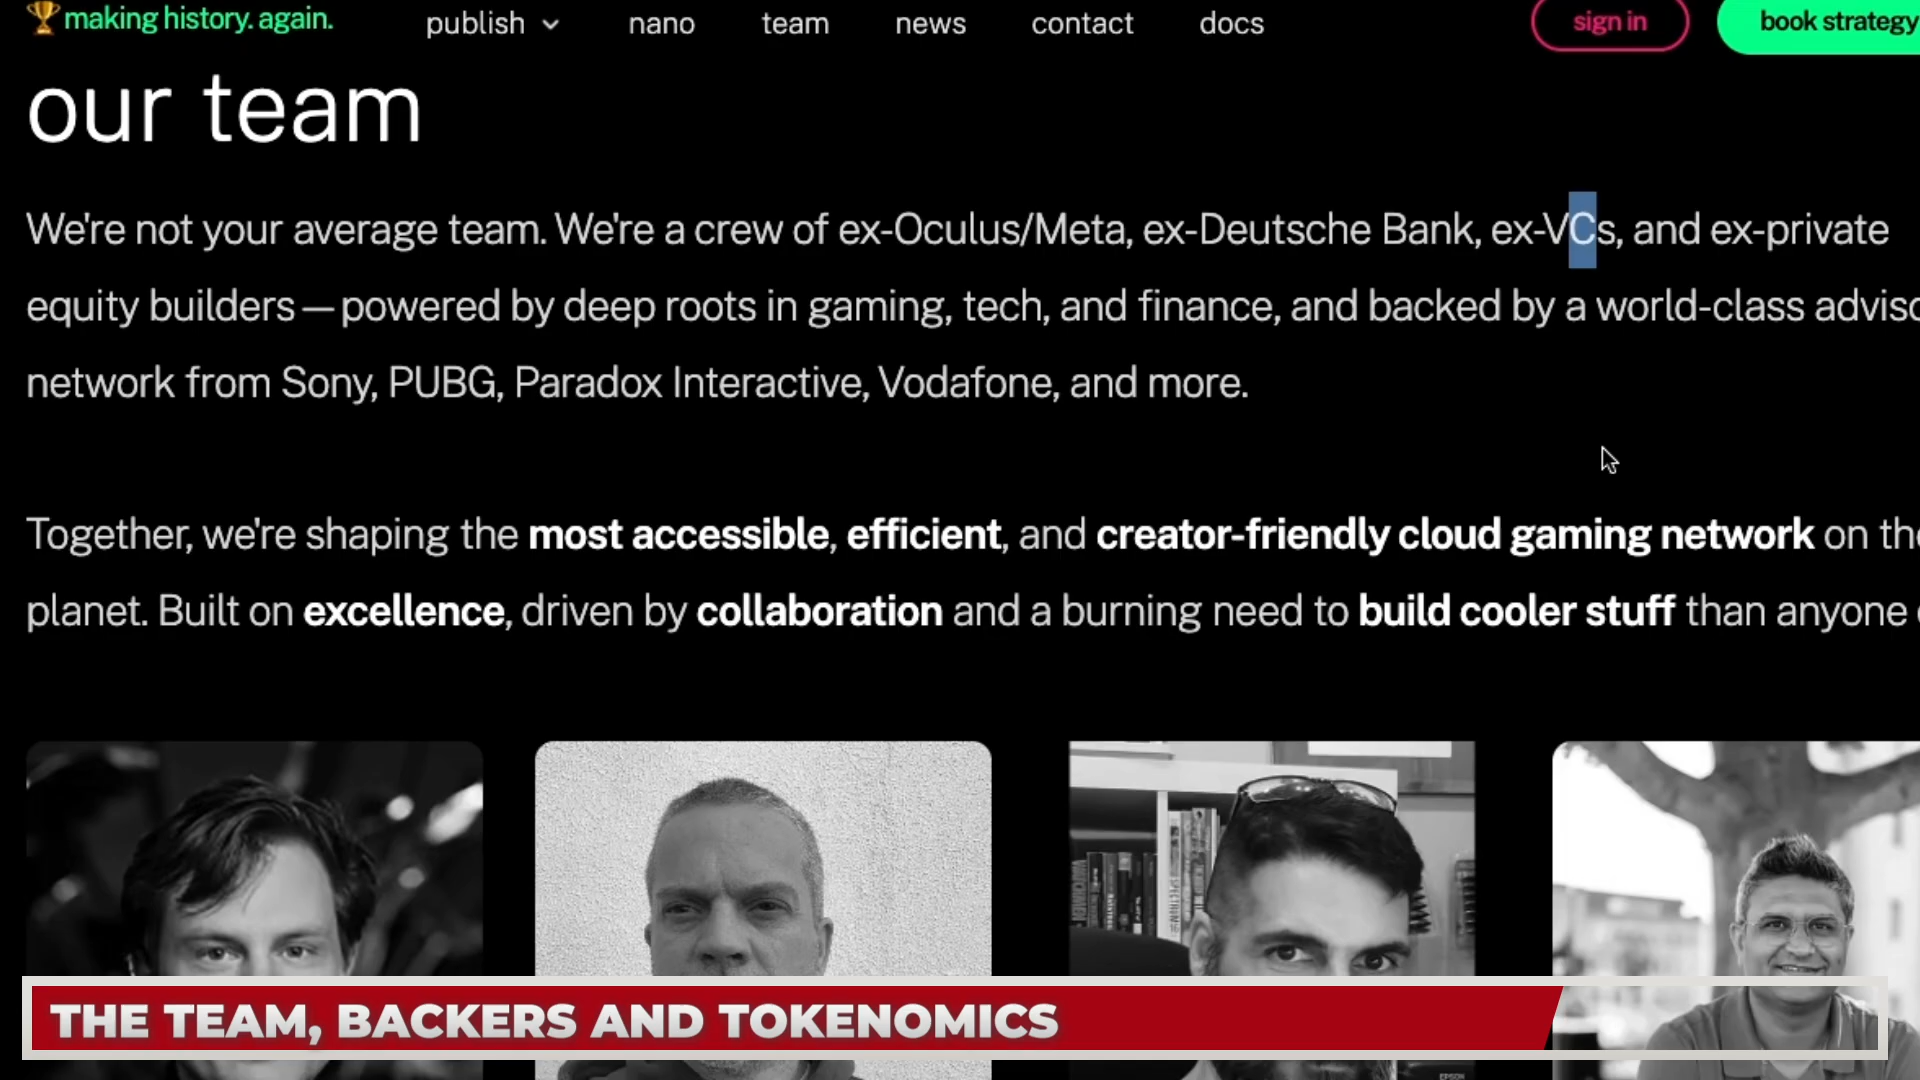 🏆making history. again.
publish
nano
team
news
contact
docs
sign in
book strategy
our team
We're not your average team. We're a crew of ex-Oculus/Meta, ex-Deutsche Bank, ex-VCs, and ex-private
equity builders—powered by deep roots in gaming, tech, and finance, and backed by a world-class adviso
network from Sony, PUBG, Paradox Interactive, Vodafone, and more.
Together, we're shaping the most accessible, efficient, and creator-friendly cloud gaming network on the
planet. Built on excellence, driven by collaboration and a burning need to build cooler stuff than anyone
THE TEAM, BACKERS AND TOKENOMICS
EPSON